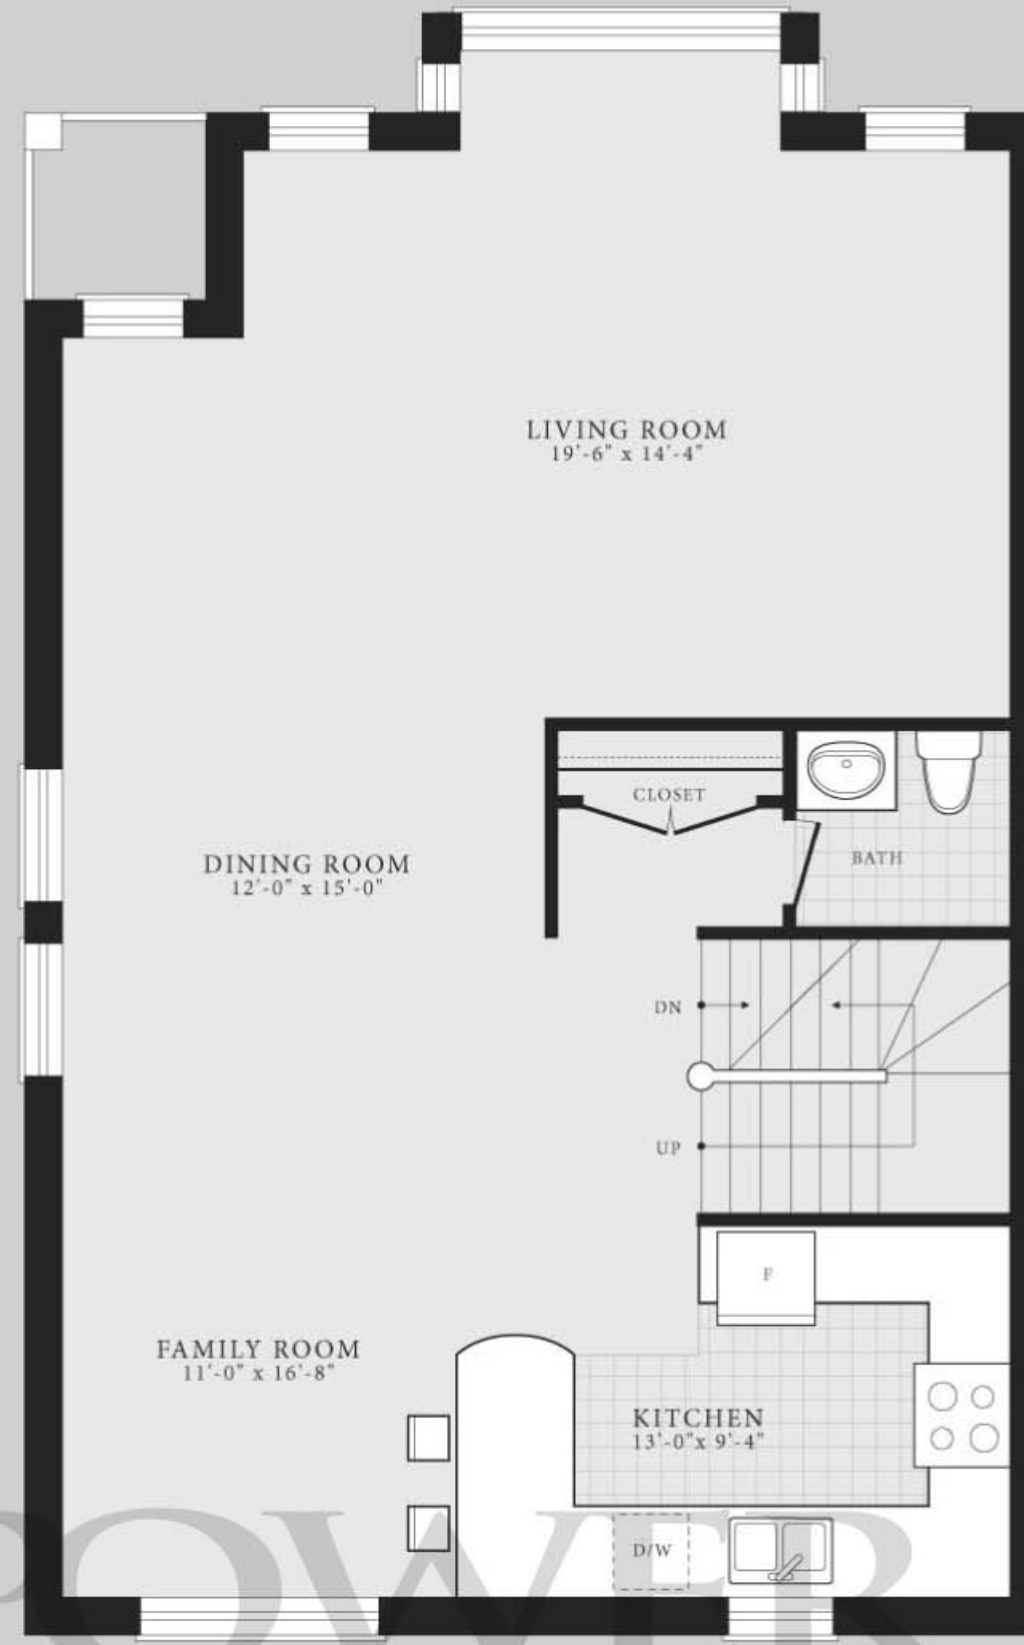 LIVING ROOM
19'-6" x 14'-4"
CLOSET
BATH
DINING ROOM
12'-0" x 15'-0"
DN
UP
F
FAMILY ROOM
11'-0" x 16'-8"
KITCHEN
13'-0"x 9'-4"
D/W
POWER